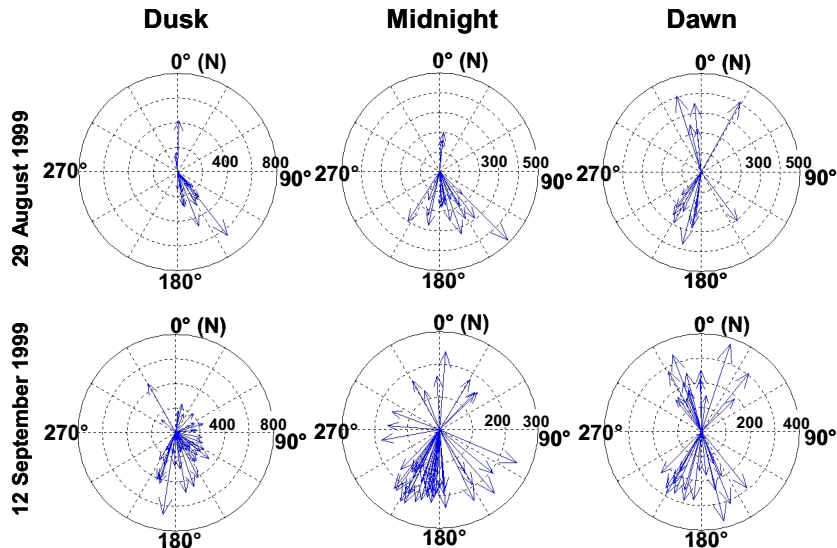 Dusk Midnight Dawn
29 August 1999
0° (N) 0° (N) 0° (N)
400 800 300 500 300 500
270° 90° 270° 90° 270° 90°
180° 180° 180°
12 September 1999
0° (N) 0° (N) 0° (N)
400 800 200 300 200 400
270° 90° 270° 90° 270° 90°
180° 180° 180°